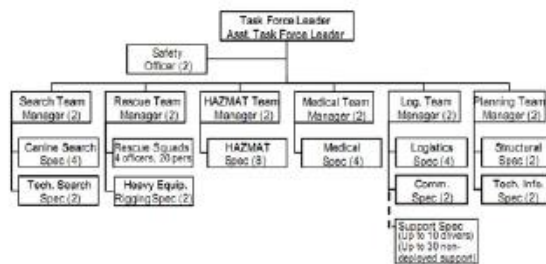 Task Force Leader
Asst. Task Force Leader
Safety
Officer (2)
Search Team
Manager (2)
Rescue Team
Manager (2)
HAZMAT Team
Manager (2)
Medical Team
Manager (2)
Log. Team
Manager (2)
Planning Team
Manager (2)
Canine Search
Spec (4)
Rescue Squads
4 officers, 20 pers
HAZMAT
Spec (8)
Medical
Spec (4)
Logistics
Spec (4)
Structural
Spec (2)
Tech. Search
Spec (2)
Heavy Equip.
Rigging Spec (2)
Comm.
Spec (2)
Tech. Info.
Spec (2)
Support Spec
(Up to 10 drivers)
(Up to 30 non-
deployed support)